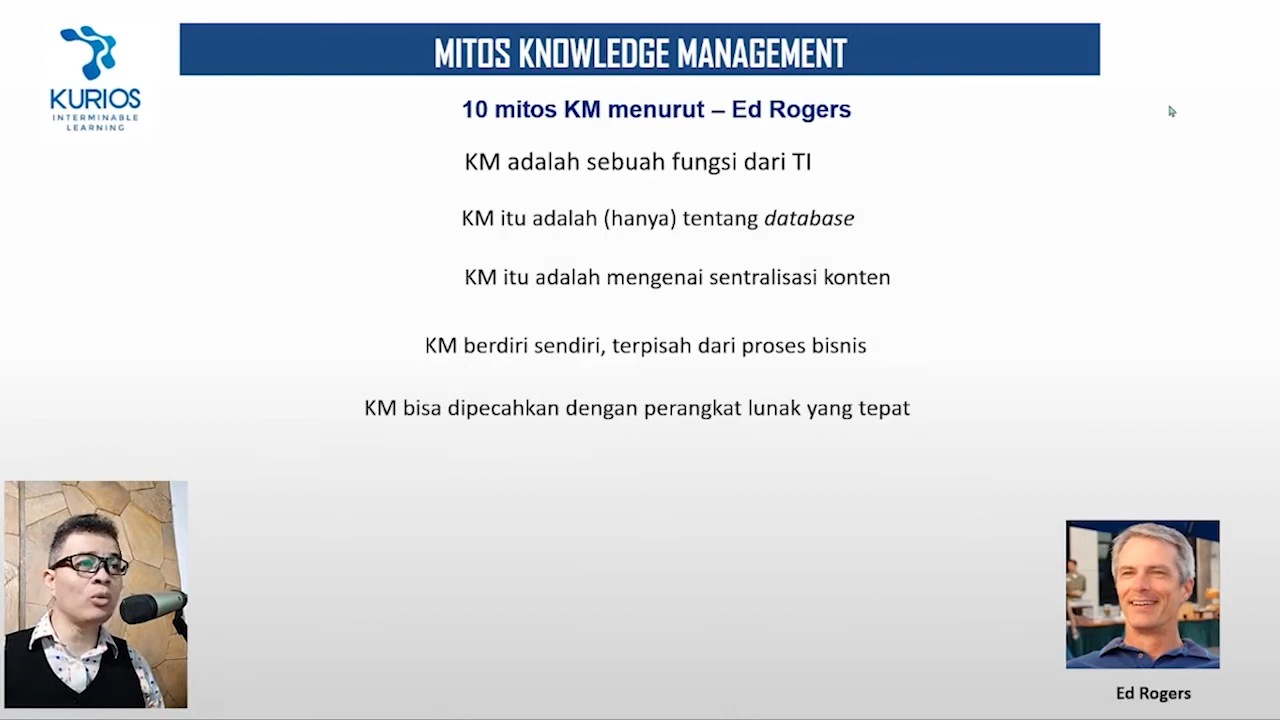 KURIOS
INTERMINABLE
LEARNING
MITOS KNOWLEDGE MANAGEMENT
10 mitos KM menurut – Ed Rogers
KM adalah sebuah fungsi dari TI
KM itu adalah (hanya) tentang database
KM itu adalah mengenai sentralisasi konten
KM berdiri sendiri, terpisah dari proses bisnis
KM bisa dipecahkan dengan perangkat lunak yang tepat
Ed Rogers